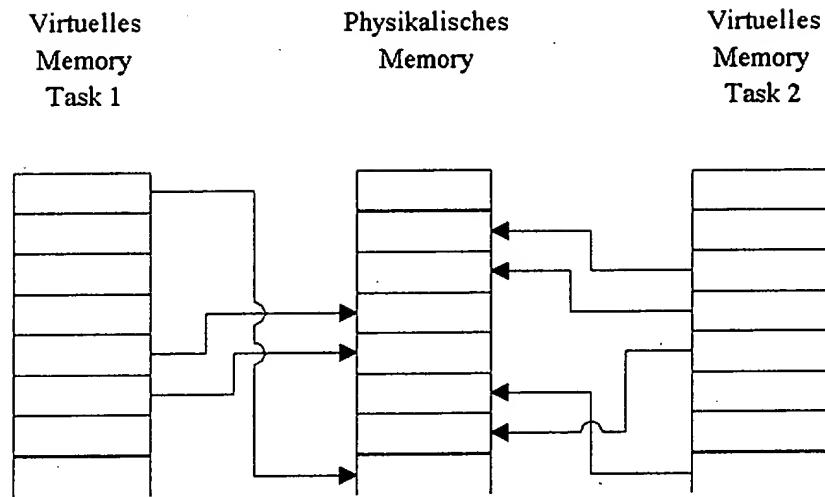 Virtuelles
Memory
Task 1
Physikalisches
Memory
Virtuelles
Memory
Task 2